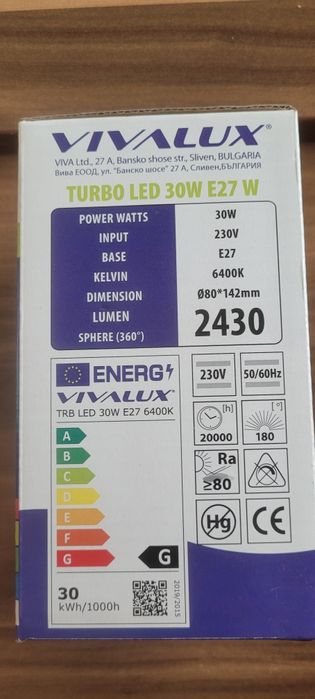 VIVALUX®
VIVA Ltd., 27 A, Bansko shose str., Sliven, BULGARIA
Вива ЕООД, ул. "Банско шосе" 27 А, Сливен,БЪЛГАРИЯ
TURBO LED 30W E27 W
POWER WATTS 30W
INPUT 230V
BASE E27
KELVIN 6400K
DIMENSION Ø80*142mm
LUMEN 2430
SPHERE (360°)
ENERG
VIVALUX
TRB LED 30W E27 6400K
A
B
C
D
E
F
G G
30
kWh/1000h
2019/2015
230V 50/60Hz
[h] [°]
20000 180
Ra
≥80
Hg CE